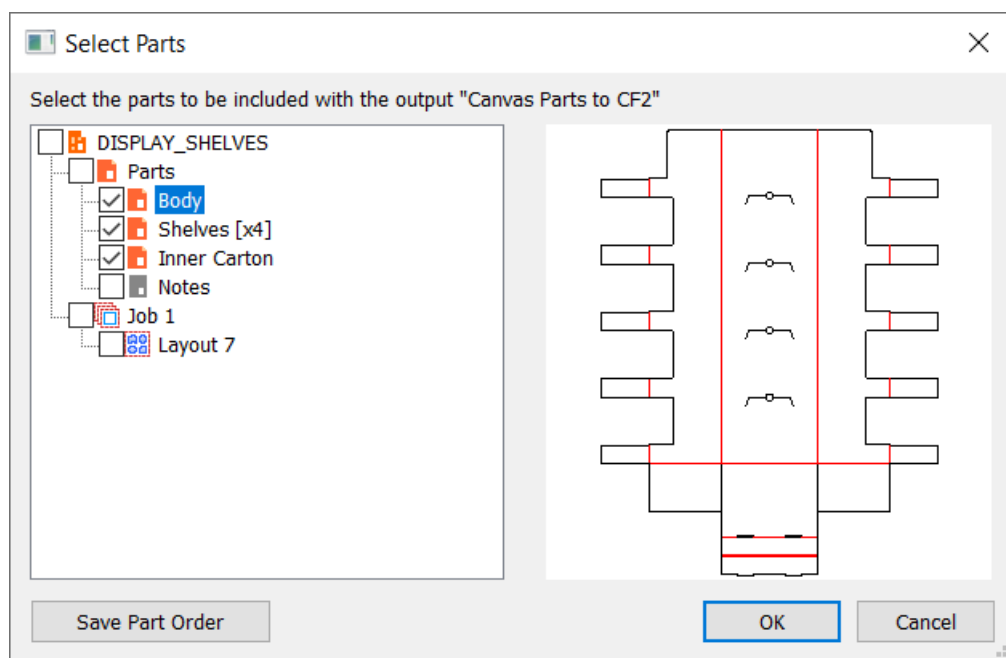 Select Parts
Select the parts to be included with the output "Canvas Parts to CF2"
DISPLAY_SHELVES
Parts
Body
Shelves [x4]
Inner Carton
Notes
Job 1
Layout 7
Save Part Order
OK
Cancel